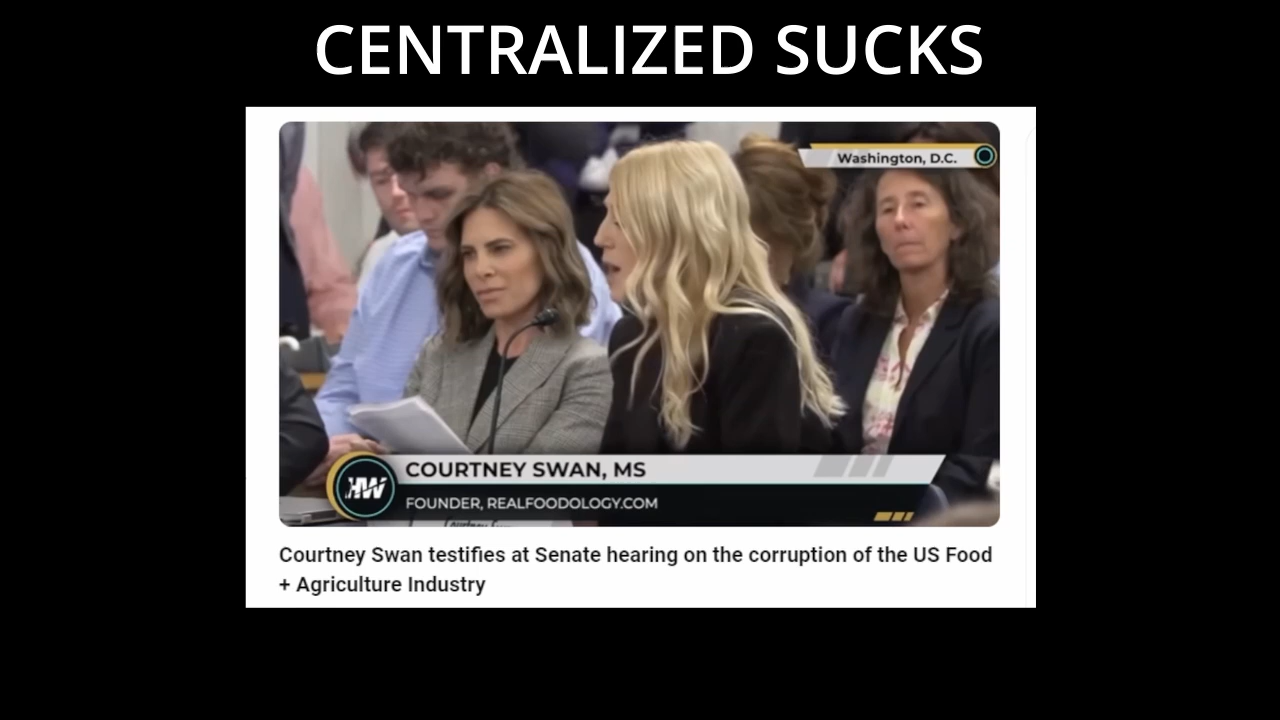 CENTRALIZED SUCKS
Washington, D.C.
COURTNEY SWAN, MS
HW
FOUNDER, REALFOODOLOGY.COM
Courtney Swan testifies at Senate hearing on the corruption of the US Food
+ Agriculture Industry